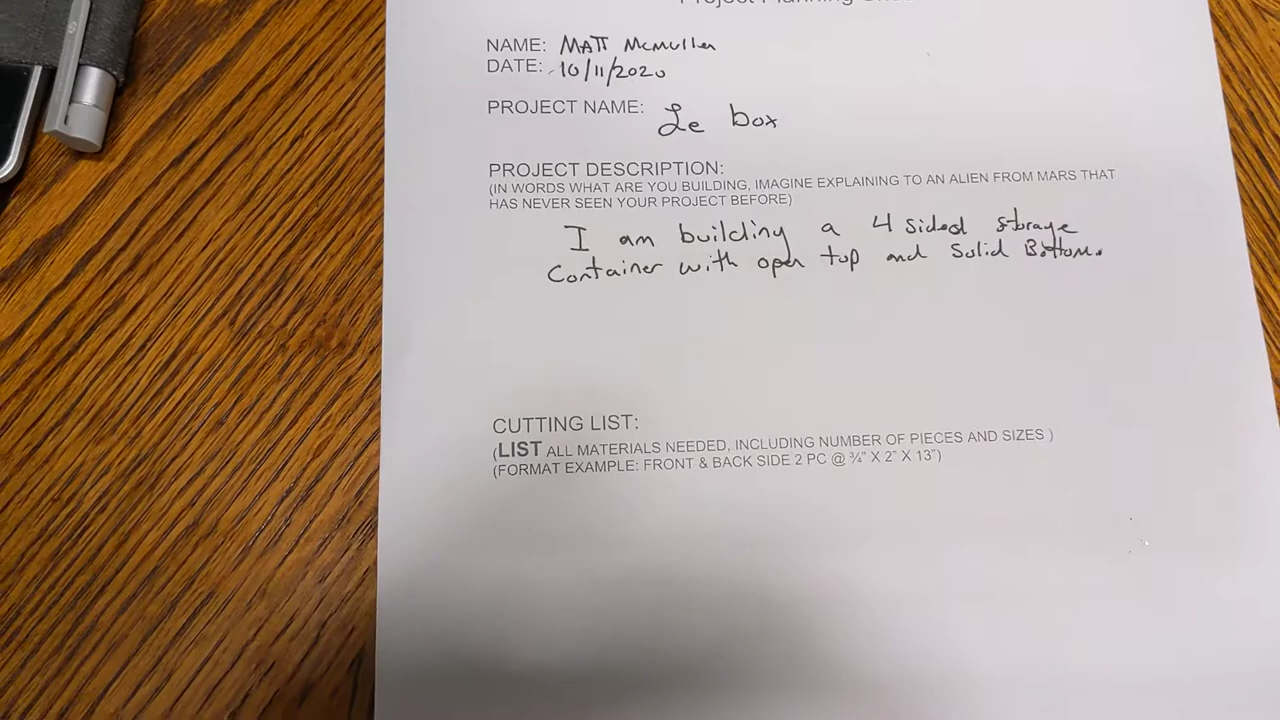 Project Planning
NAME: MATT McMullen
DATE: 10/11/2020
PROJECT NAME: Le box
PROJECT DESCRIPTION:
(IN WORDS WHAT ARE YOU BUILDING, IMAGINE EXPLAINING TO AN ALIEN FROM MARS THAT
HAS NEVER SEEN YOUR PROJECT BEFORE)
I am building a 4 sided storage
Container with open top and Solid Bottom.
CUTTING LIST:
(LIST ALL MATERIALS NEEDED, INCLUDING NUMBER OF PIECES AND SIZES )
(FORMAT EXAMPLE: FRONT & BACK SIDE 2 PC @ ¾” X 2” X 13”)